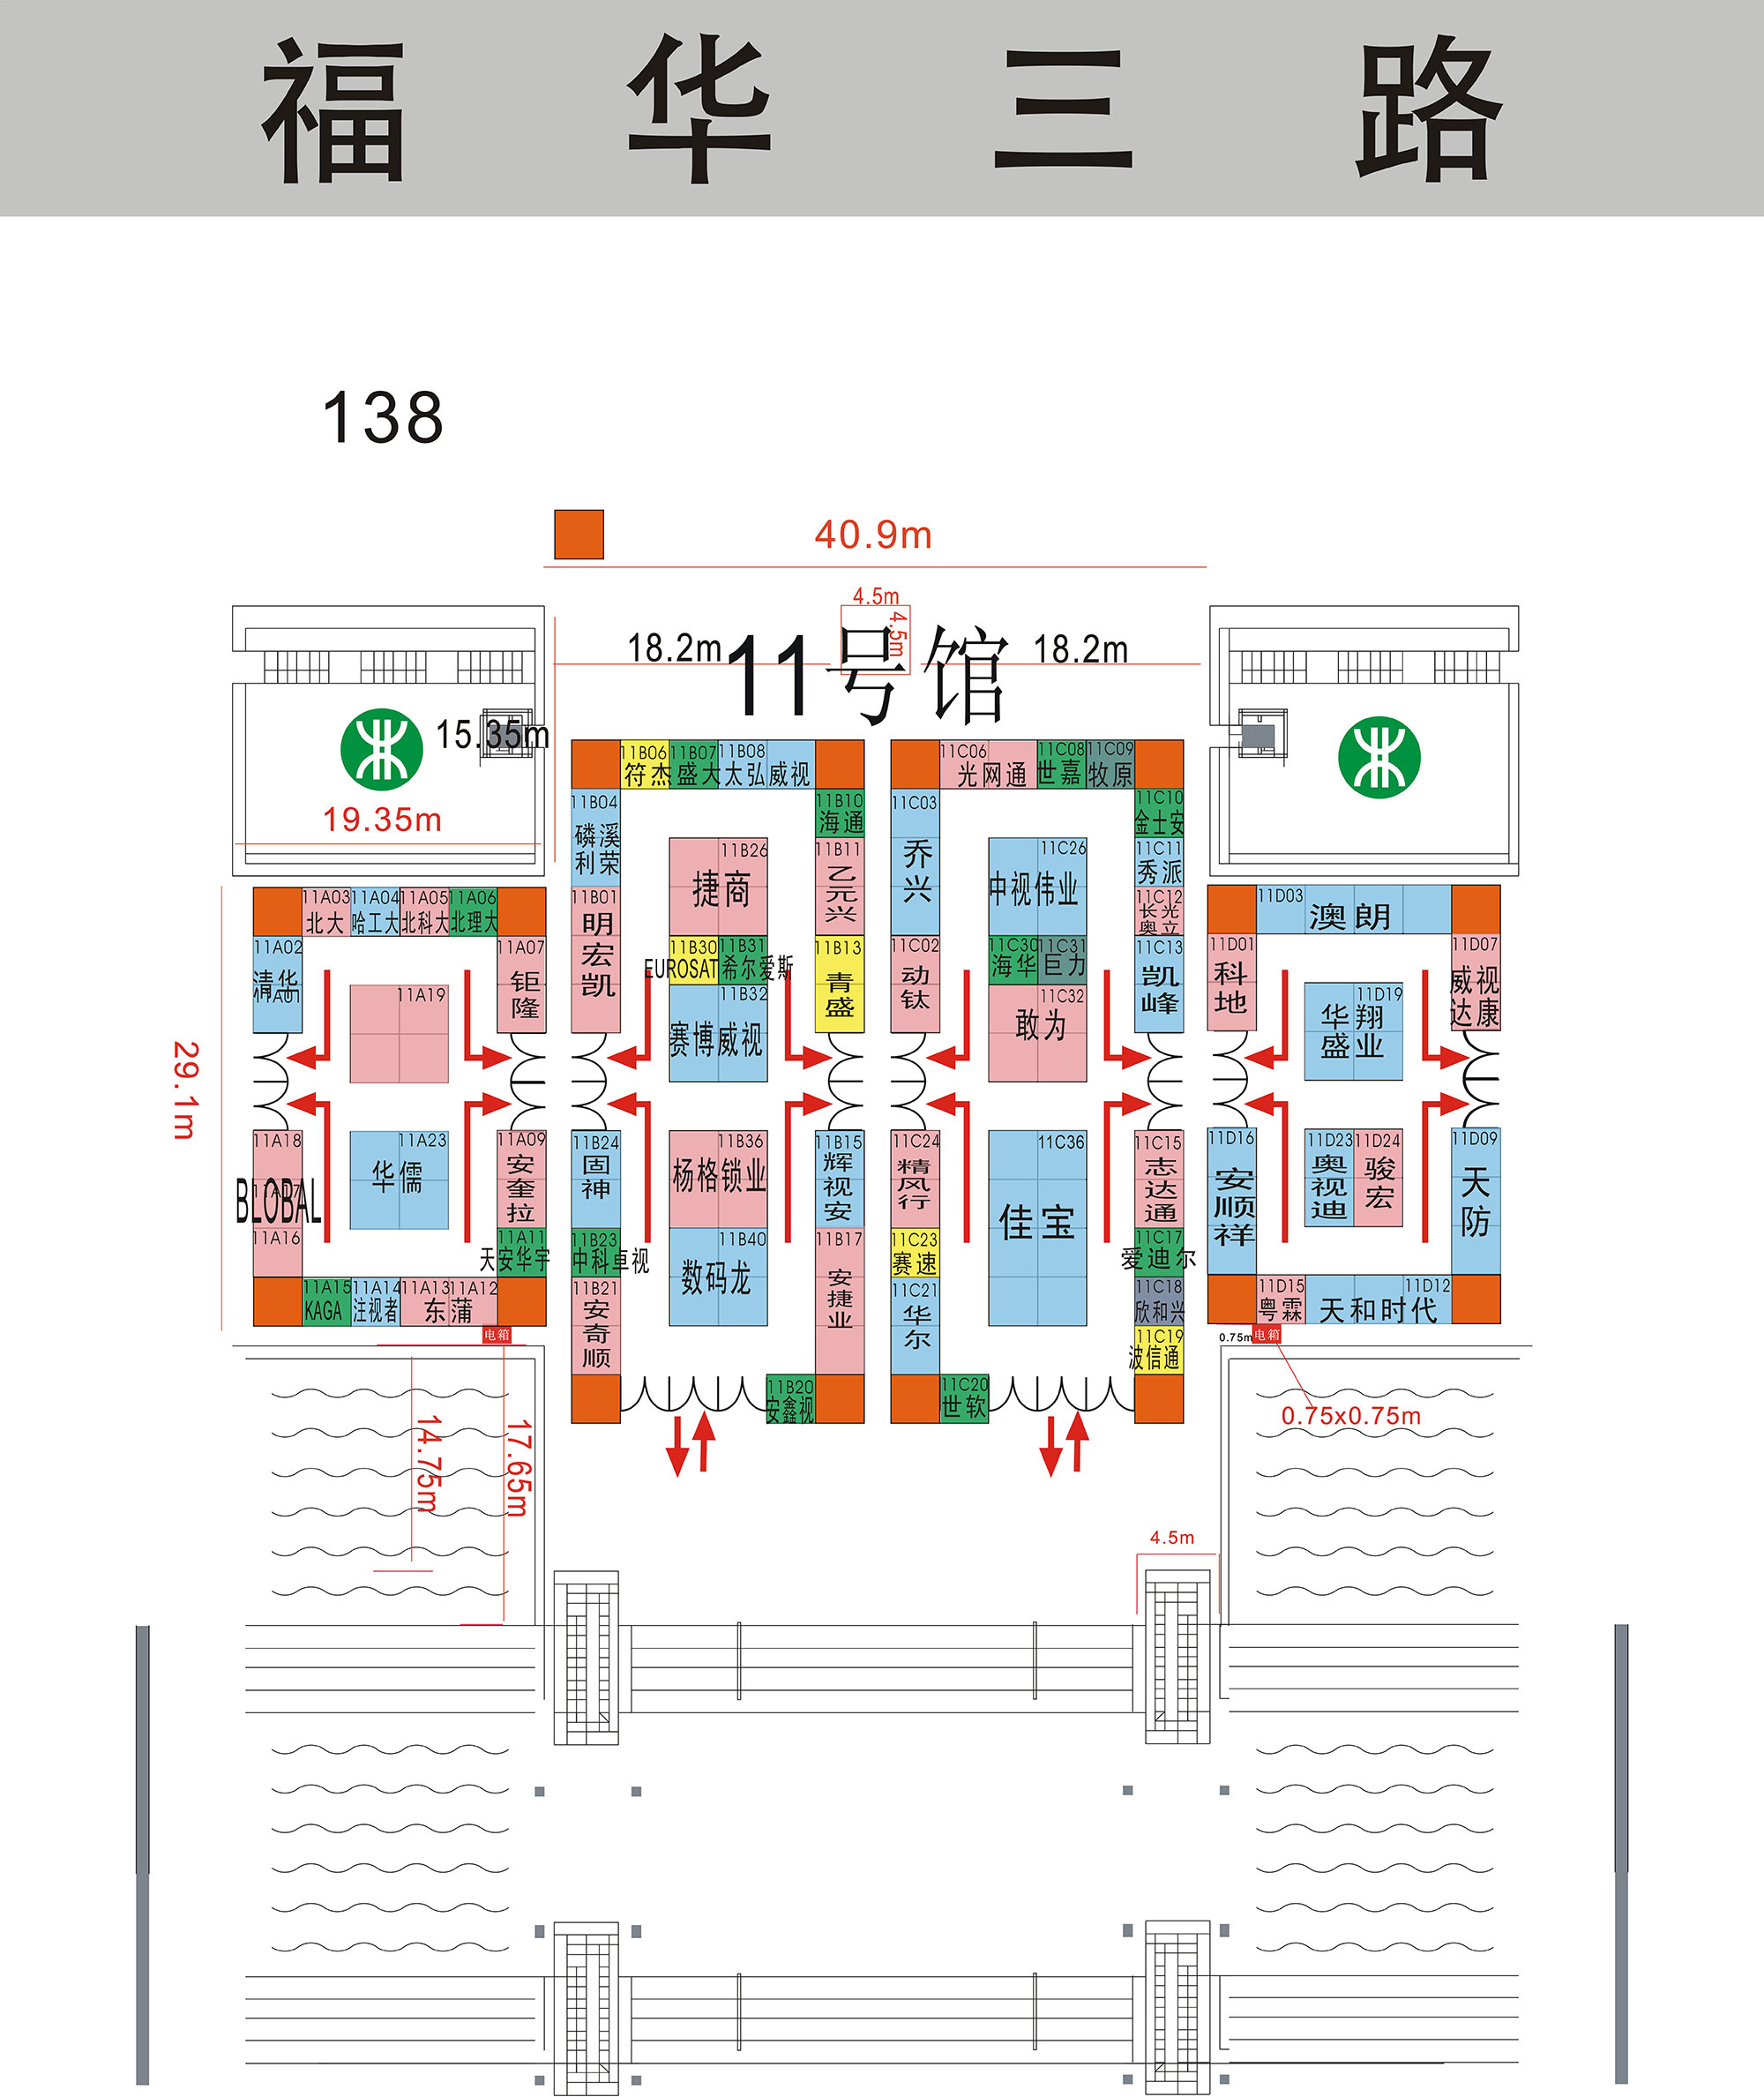 福华三路
138
40.9m
4.5m
4.5m
18.2m
11号馆
18.2m
15.35m
19.35m
29.1m
11A03
北大
11A04
哈工大
11A05
北科大
11A06
北理大
11A02
清华
11A01
11A07
钜隆
11A19
11A18
BLOBAL
11A17
11A16
11A23
华儒
11A09
安奎拉
11A11
天安华宇
11A15
KAGA
11A14
注视者
11A13
11A12
东蒲
电箱
11B06
符杰
11B07
盛大
11B08
太弘威视
11B04
磷溪
利荣
11B10
海通
11B26
捷商
11B11
乙元兴
11B01
明宏凯
11B30
EUROSAT
11B31
希尔爱斯
11B13
青盛
11B32
赛博威视
11B24
固神
11B36
杨格锁业
11B15
辉视安
11B23
中科卓视
11B40
数码龙
11B17
安捷业
11B21
安奇顺
11B20
安鑫视
11C06
光网通
11C08
世嘉
11C09
牧原
11C03
乔兴
11C10
金士安
11C26
中视伟业
11C11
秀派
11C12
长光
奥立
11C02
动钛
11C30
海华
11C31
巨力
11C13
凯峰
11C32
敢为
11C24
精凤行
11C36
佳宝
11C15
志达通
11C23
赛速
11C17
爱迪尔
11C21
华尔
11C18
欣和兴
11C19
波信通
11C20
世软
11D03
澳朗
11D01
科地
11D07
威视
达康
11D19
华翔
盛业
11D16
安顺祥
11D23
奥视迪
11D24
骏宏
11D09
天防
11D15
粤霖
11D12
天和时代
0.75m
电箱
0.75x0.75m
14.75m
17.65m
4.5m